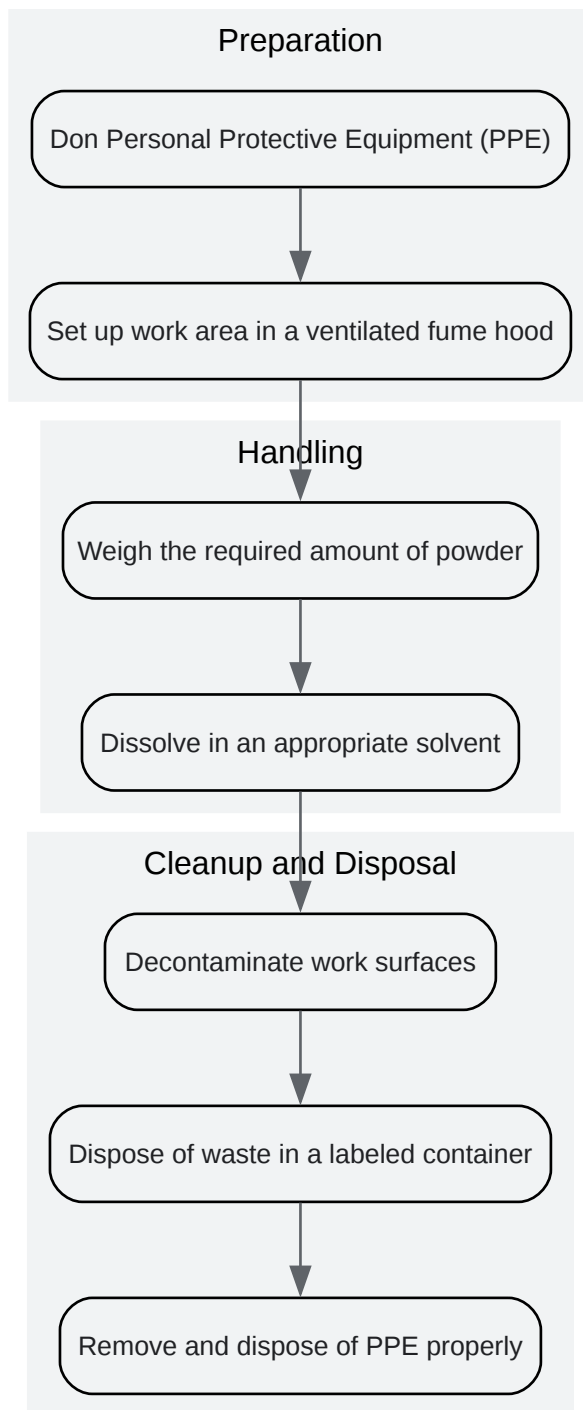 Preparation
Don Personal Protective Equipment (PPE)
Set up work area in a ventilated fume hood
Handling
Weigh the required amount of powder
Dissolve in an appropriate solvent
Cleanup and Disposal
Decontaminate work surfaces
Dispose of waste in a labeled container
Remove and dispose of PPE properly